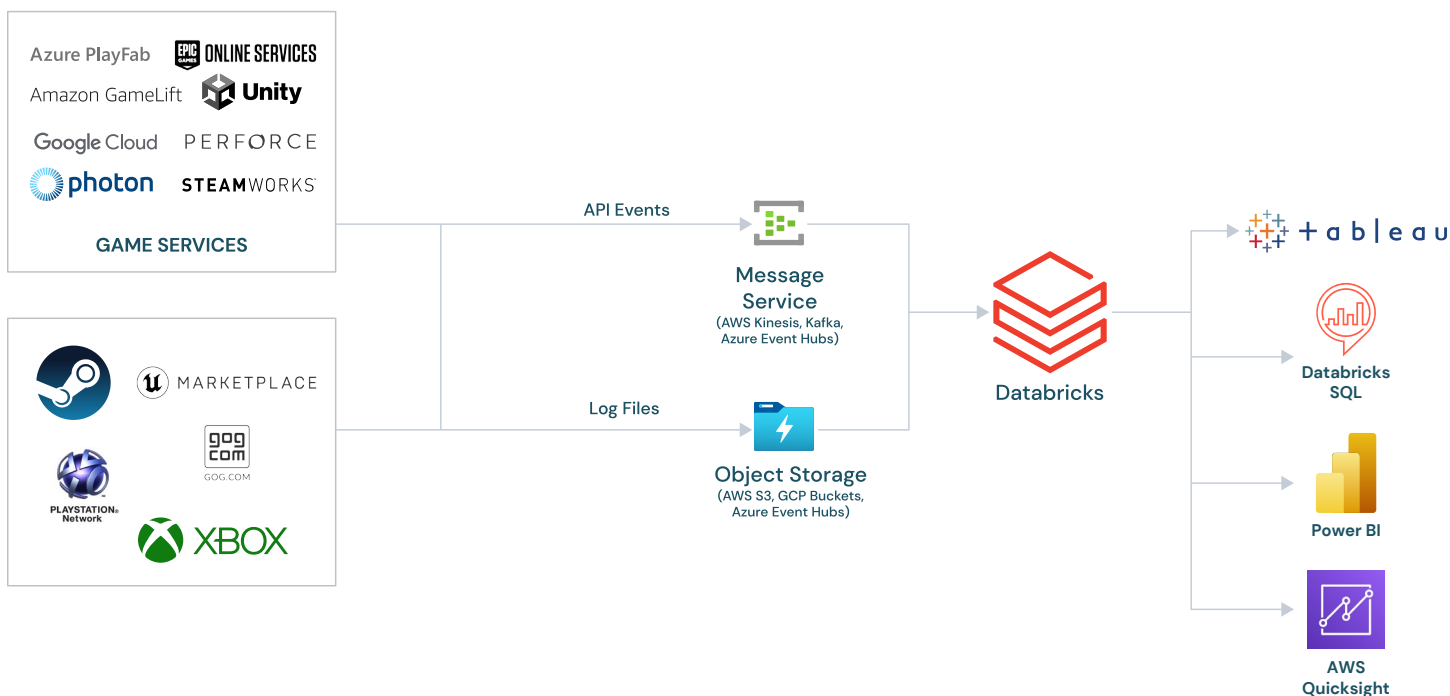 Azure PlayFab
EPIC GAMES ONLINE SERVICES
Amazon GameLift
Unity
Google Cloud
PERFORCE
photon
STEAMWORKS
GAME SERVICES
MARKETPLACE
gog
com
GOG.COM
PLAYSTATION®
Network
XBOX
API Events
Message
Service
(AWS Kinesis, Kafka,
Azure Event Hubs)
Log Files
Object Storage
(AWS S3, GCP Buckets,
Azure Event Hubs)
Databricks
+ableau
Databricks
SQL
Power BI
AWS
Quicksight